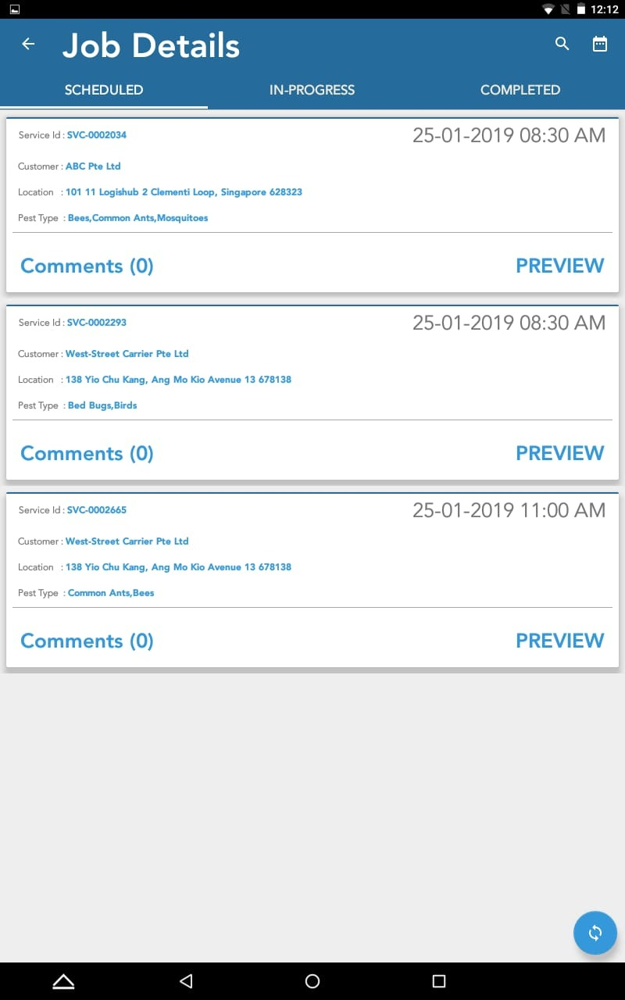 12:12
Job Details
SCHEDULED IN-PROGRESS COMPLETED
Service Id : SVC-0002034 25-01-2019 08:30 AM
Customer : ABC Pte Ltd
Location : 101 11 Logishub 2 Clementi Loop, Singapore 628323
Pest Type : Bees,Common Ants,Mosquitoes
Comments (0) PREVIEW
Service Id : SVC-0002293 25-01-2019 08:30 AM
Customer : West-Street Carrier Pte Ltd
Location : 138 Yio Chu Kang, Ang Mo Kio Avenue 13 678138
Pest Type : Bed Bugs,Birds
Comments (0) PREVIEW
Service Id : SVC-0002665 25-01-2019 11:00 AM
Customer : West-Street Carrier Pte Ltd
Location : 138 Yio Chu Kang, Ang Mo Kio Avenue 13 678138
Pest Type : Common Ants,Bees
Comments (0) PREVIEW